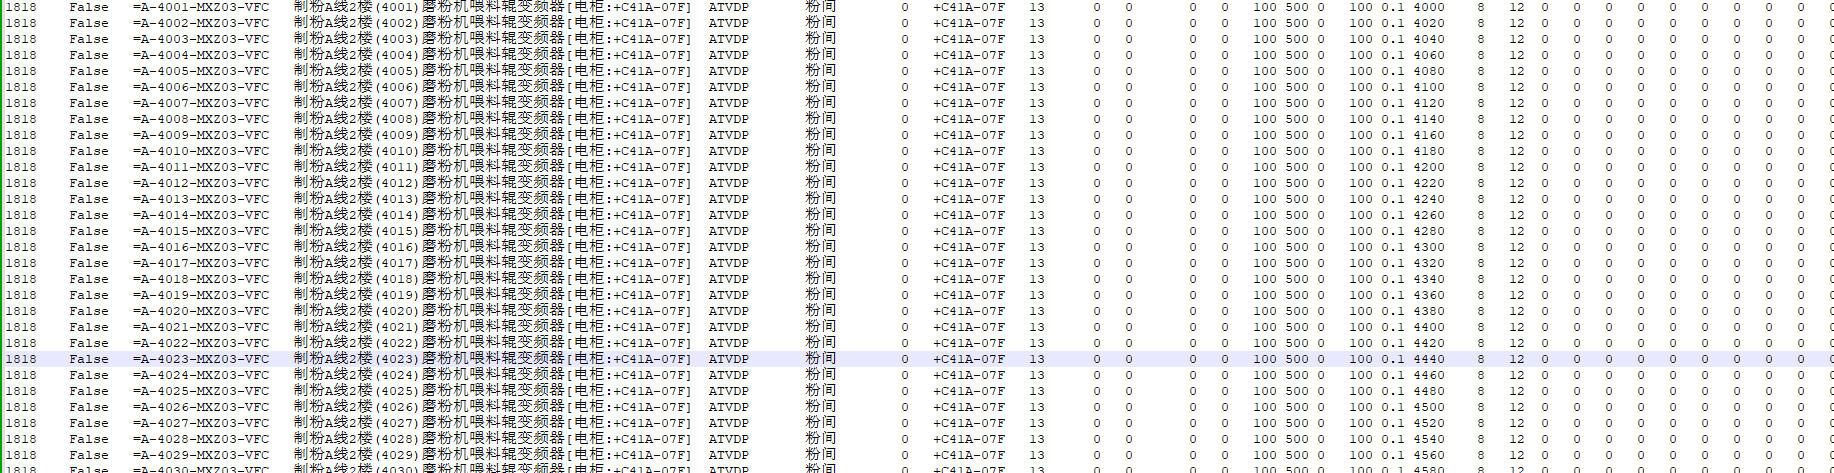 1818 False =A-4001-MXZ03-VFC 制粉A线2楼(4001)磨粉机喂料辊变频器[电柜:+C41A-07F] ATVDP 粉间 0 +C41A-07F 13 0 0 0 0 0 100 500 0 100 0.1 4000 8 12 0 0 0 0 0 0 0 0 0 0
1818 False =A-4002-MXZ03-VFC 制粉A线2楼(4002)磨粉机喂料辊变频器[电柜:+C41A-07F] ATVDP 粉间 0 +C41A-07F 13 0 0 0 0 0 100 500 0 100 0.1 4020 8 12 0 0 0 0 0 0 0 0 0 0
1818 False =A-4003-MXZ03-VFC 制粉A线2楼(4003)磨粉机喂料辊变频器[电柜:+C41A-07F] ATVDP 粉间 0 +C41A-07F 13 0 0 0 0 0 100 500 0 100 0.1 4040 8 12 0 0 0 0 0 0 0 0 0 0
1818 False =A-4004-MXZ03-VFC 制粉A线2楼(4004)磨粉机喂料辊变频器[电柜:+C41A-07F] ATVDP 粉间 0 +C41A-07F 13 0 0 0 0 0 100 500 0 100 0.1 4060 8 12 0 0 0 0 0 0 0 0 0 0
1818 False =A-4005-MXZ03-VFC 制粉A线2楼(4005)磨粉机喂料辊变频器[电柜:+C41A-07F] ATVDP 粉间 0 +C41A-07F 13 0 0 0 0 0 100 500 0 100 0.1 4080 8 12 0 0 0 0 0 0 0 0 0 0
1818 False =A-4006-MXZ03-VFC 制粉A线2楼(4006)磨粉机喂料辊变频器[电柜:+C41A-07F] ATVDP 粉间 0 +C41A-07F 13 0 0 0 0 0 100 500 0 100 0.1 4100 8 12 0 0 0 0 0 0 0 0 0 0
1818 False =A-4007-MXZ03-VFC 制粉A线2楼(4007)磨粉机喂料辊变频器[电柜:+C41A-07F] ATVDP 粉间 0 +C41A-07F 13 0 0 0 0 0 100 500 0 100 0.1 4120 8 12 0 0 0 0 0 0 0 0 0 0
1818 False =A-4008-MXZ03-VFC 制粉A线2楼(4008)磨粉机喂料辊变频器[电柜:+C41A-07F] ATVDP 粉间 0 +C41A-07F 13 0 0 0 0 0 100 500 0 100 0.1 4140 8 12 0 0 0 0 0 0 0 0 0 0
1818 False =A-4009-MXZ03-VFC 制粉A线2楼(4009)磨粉机喂料辊变频器[电柜:+C41A-07F] ATVDP 粉间 0 +C41A-07F 13 0 0 0 0 0 100 500 0 100 0.1 4160 8 12 0 0 0 0 0 0 0 0 0 0
1818 False =A-4010-MXZ03-VFC 制粉A线2楼(4010)磨粉机喂料辊变频器[电柜:+C41A-07F] ATVDP 粉间 0 +C41A-07F 13 0 0 0 0 0 100 500 0 100 0.1 4180 8 12 0 0 0 0 0 0 0 0 0 0
1818 False =A-4011-MXZ03-VFC 制粉A线2楼(4011)磨粉机喂料辊变频器[电柜:+C41A-07F] ATVDP 粉间 0 +C41A-07F 13 0 0 0 0 0 100 500 0 100 0.1 4200 8 12 0 0 0 0 0 0 0 0 0 0
1818 False =A-4012-MXZ03-VFC 制粉A线2楼(4012)磨粉机喂料辊变频器[电柜:+C41A-07F] ATVDP 粉间 0 +C41A-07F 13 0 0 0 0 0 100 500 0 100 0.1 4220 8 12 0 0 0 0 0 0 0 0 0 0
1818 False =A-4013-MXZ03-VFC 制粉A线2楼(4013)磨粉机喂料辊变频器[电柜:+C41A-07F] ATVDP 粉间 0 +C41A-07F 13 0 0 0 0 0 100 500 0 100 0.1 4240 8 12 0 0 0 0 0 0 0 0 0 0
1818 False =A-4014-MXZ03-VFC 制粉A线2楼(4014)磨粉机喂料辊变频器[电柜:+C41A-07F] ATVDP 粉间 0 +C41A-07F 13 0 0 0 0 0 100 500 0 100 0.1 4260 8 12 0 0 0 0 0 0 0 0 0 0
1818 False =A-4015-MXZ03-VFC 制粉A线2楼(4015)磨粉机喂料辊变频器[电柜:+C41A-07F] ATVDP 粉间 0 +C41A-07F 13 0 0 0 0 0 100 500 0 100 0.1 4280 8 12 0 0 0 0 0 0 0 0 0 0
1818 False =A-4016-MXZ03-VFC 制粉A线2楼(4016)磨粉机喂料辊变频器[电柜:+C41A-07F] ATVDP 粉间 0 +C41A-07F 13 0 0 0 0 0 100 500 0 100 0.1 4300 8 12 0 0 0 0 0 0 0 0 0 0
1818 False =A-4017-MXZ03-VFC 制粉A线2楼(4017)磨粉机喂料辊变频器[电柜:+C41A-07F] ATVDP 粉间 0 +C41A-07F 13 0 0 0 0 0 100 500 0 100 0.1 4320 8 12 0 0 0 0 0 0 0 0 0 0
1818 False =A-4018-MXZ03-VFC 制粉A线2楼(4018)磨粉机喂料辊变频器[电柜:+C41A-07F] ATVDP 粉间 0 +C41A-07F 13 0 0 0 0 0 100 500 0 100 0.1 4340 8 12 0 0 0 0 0 0 0 0 0 0
1818 False =A-4019-MXZ03-VFC 制粉A线2楼(4019)磨粉机喂料辊变频器[电柜:+C41A-07F] ATVDP 粉间 0 +C41A-07F 13 0 0 0 0 0 100 500 0 100 0.1 4360 8 12 0 0 0 0 0 0 0 0 0 0
1818 False =A-4020-MXZ03-VFC 制粉A线2楼(4020)磨粉机喂料辊变频器[电柜:+C41A-07F] ATVDP 粉间 0 +C41A-07F 13 0 0 0 0 0 100 500 0 100 0.1 4380 8 12 0 0 0 0 0 0 0 0 0 0
1818 False =A-4021-MXZ03-VFC 制粉A线2楼(4021)磨粉机喂料辊变频器[电柜:+C41A-07F] ATVDP 粉间 0 +C41A-07F 13 0 0 0 0 0 100 500 0 100 0.1 4400 8 12 0 0 0 0 0 0 0 0 0 0
1818 False =A-4022-MXZ03-VFC 制粉A线2楼(4022)磨粉机喂料辊变频器[电柜:+C41A-07F] ATVDP 粉间 0 +C41A-07F 13 0 0 0 0 0 100 500 0 100 0.1 4420 8 12 0 0 0 0 0 0 0 0 0 0
1818 False =A-4023-MXZ03-VFC 制粉A线2楼(4023)磨粉机喂料辊变频器[电柜:+C41A-07F] ATVDP 粉间 0 +C41A-07F 13 0 0 0 0 0 100 500 0 100 0.1 4440 8 12 0 0 0 0 0 0 0 0 0 0
1818 False =A-4024-MXZ03-VFC 制粉A线2楼(4024)磨粉机喂料辊变频器[电柜:+C41A-07F] ATVDP 粉间 0 +C41A-07F 13 0 0 0 0 0 100 500 0 100 0.1 4460 8 12 0 0 0 0 0 0 0 0 0 0
1818 False =A-4025-MXZ03-VFC 制粉A线2楼(4025)磨粉机喂料辊变频器[电柜:+C41A-07F] ATVDP 粉间 0 +C41A-07F 13 0 0 0 0 0 100 500 0 100 0.1 4480 8 12 0 0 0 0 0 0 0 0 0 0
1818 False =A-4026-MXZ03-VFC 制粉A线2楼(4026)磨粉机喂料辊变频器[电柜:+C41A-07F] ATVDP 粉间 0 +C41A-07F 13 0 0 0 0 0 100 500 0 100 0.1 4500 8 12 0 0 0 0 0 0 0 0 0 0
1818 False =A-4027-MXZ03-VFC 制粉A线2楼(4027)磨粉机喂料辊变频器[电柜:+C41A-07F] ATVDP 粉间 0 +C41A-07F 13 0 0 0 0 0 100 500 0 100 0.1 4520 8 12 0 0 0 0 0 0 0 0 0 0
1818 False =A-4028-MXZ03-VFC 制粉A线2楼(4028)磨粉机喂料辊变频器[电柜:+C41A-07F] ATVDP 粉间 0 +C41A-07F 13 0 0 0 0 0 100 500 0 100 0.1 4540 8 12 0 0 0 0 0 0 0 0 0 0
1818 False =A-4029-MXZ03-VFC 制粉A线2楼(4029)磨粉机喂料辊变频器[电柜:+C41A-07F] ATVDP 粉间 0 +C41A-07F 13 0 0 0 0 0 100 500 0 100 0.1 4560 8 12 0 0 0 0 0 0 0 0 0 0
1818 False =A-4030-MXZ03-VFC 制粉A线2楼(4030)磨粉机喂料辊变频器[电柜:+C41A-07F] ATVDP 粉间 0 +C41A-07F 13 0 0 0 0 0 100 500 0 100 0.1 4580 8 12 0 0 0 0 0 0 0 0 0 0